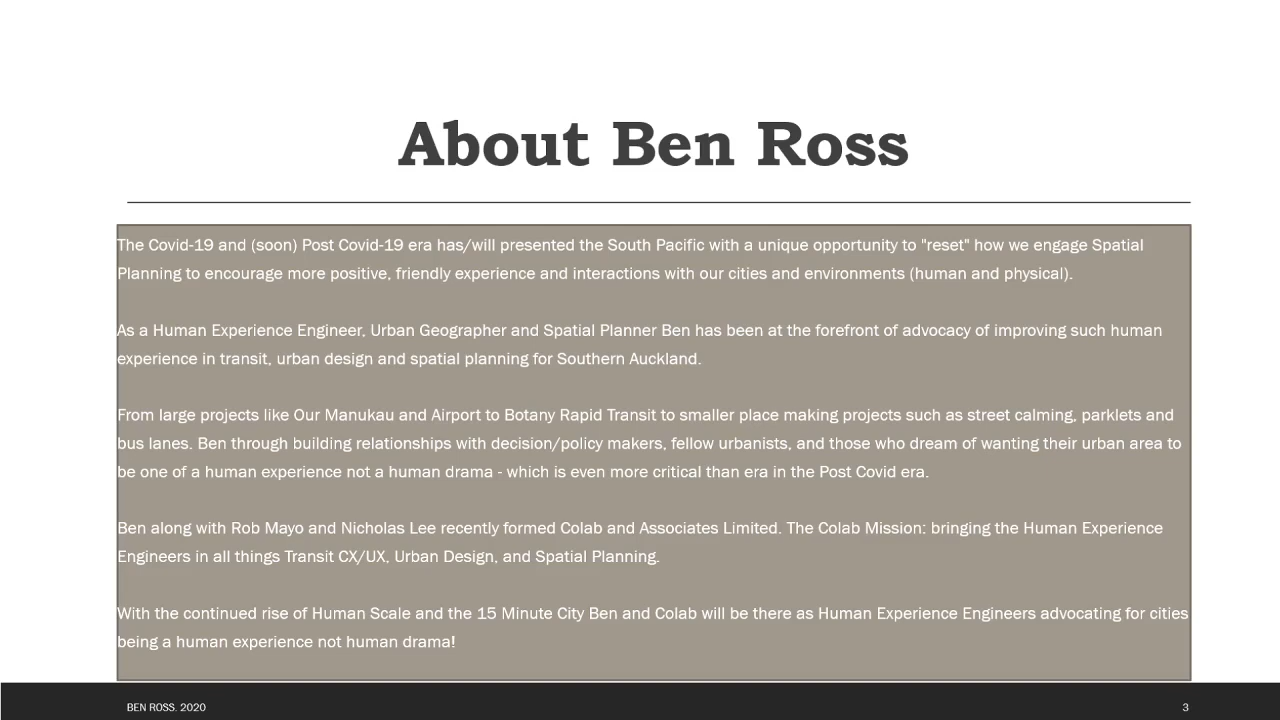 About Ben Ross
The Covid-19 and (soon) Post Covid-19 era has/will presented the South Pacific with a unique opportunity to "reset" how we engage Spatial
Planning to encourage more positive, friendly experience and interactions with our cities and environments (human and physical).
As a Human Experience Engineer, Urban Geographer and Spatial Planner Ben has been at the forefront of advocacy of improving such human
experience in transit, urban design and spatial planning for Southern Auckland.
From large projects like Our Manukau and Airport to Botany Rapid Transit to smaller place making projects such as street calming, parklets and
bus lanes. Ben through building relationships with decision/policy makers, fellow urbanists, and those who dream of wanting their urban area to
be one of a human experience not a human drama - which is even more critical than era in the Post Covid era.
Ben along with Rob Mayo and Nicholas Lee recently formed Colab and Associates Limited. The Colab Mission: bringing the Human Experience
Engineers in all things Transit CX/UX, Urban Design, and Spatial Planning.
With the continued rise of Human Scale and the 15 Minute City Ben and Colab will be there as Human Experience Engineers advocating for cities
being a human experience not human drama!
BEN ROSS. 2020
3